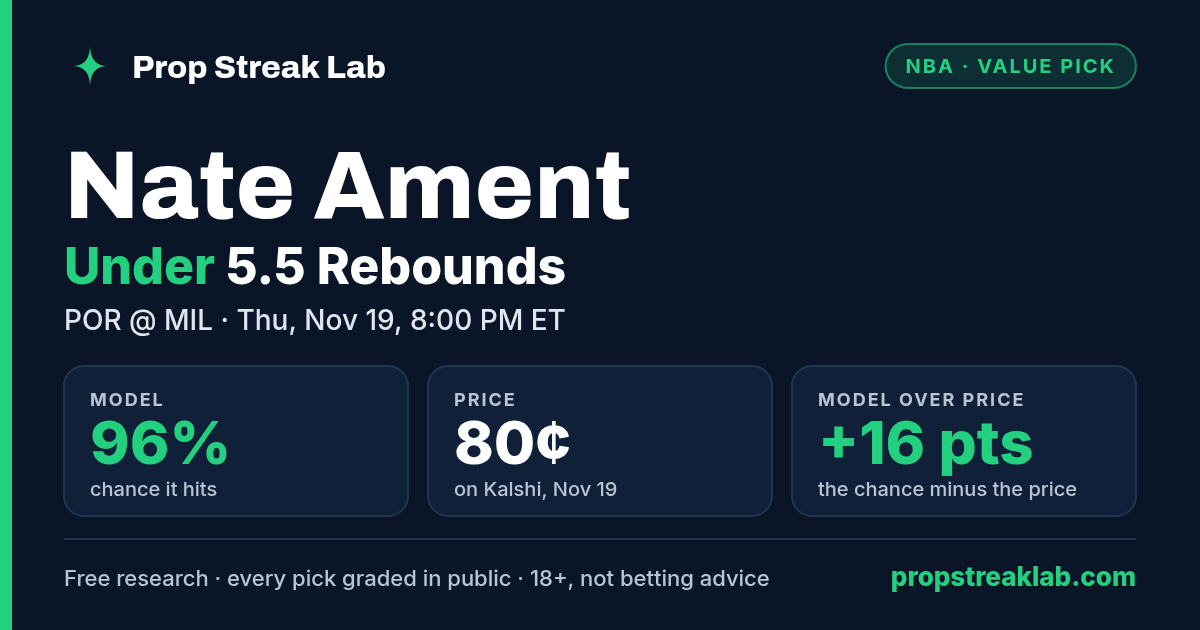 Prop Streak Lab
NBA · VALUE PICK
Nate Ament
Under 5.5 Rebounds
POR @ MIL · Thu, Nov 19, 8:00 PM ET
MODEL
96%
chance it hits
PRICE
80¢
on Kalshi, Nov 19
MODEL OVER PRICE
+16 pts
the chance minus the price
Free research · every pick graded in public · 18+, not betting advice
propstreaklab.com